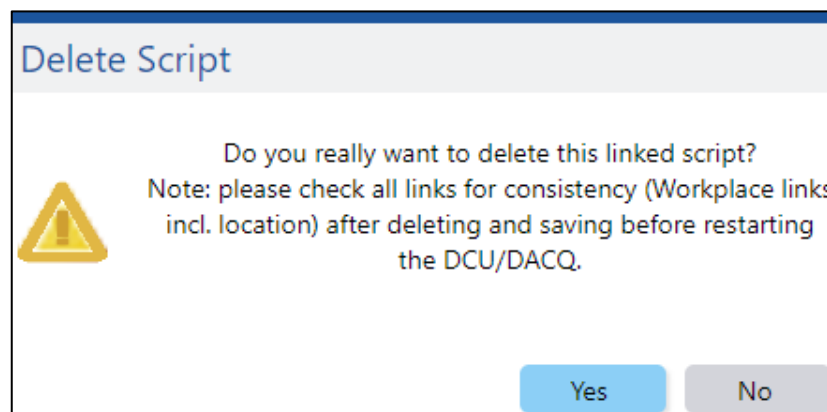 Delete Script
Do you really want to delete this linked script?
Note: please check all links for consistency (Workplace links
incl. location) after deleting and saving before restarting
the DCU/DACQ.
Yes
No